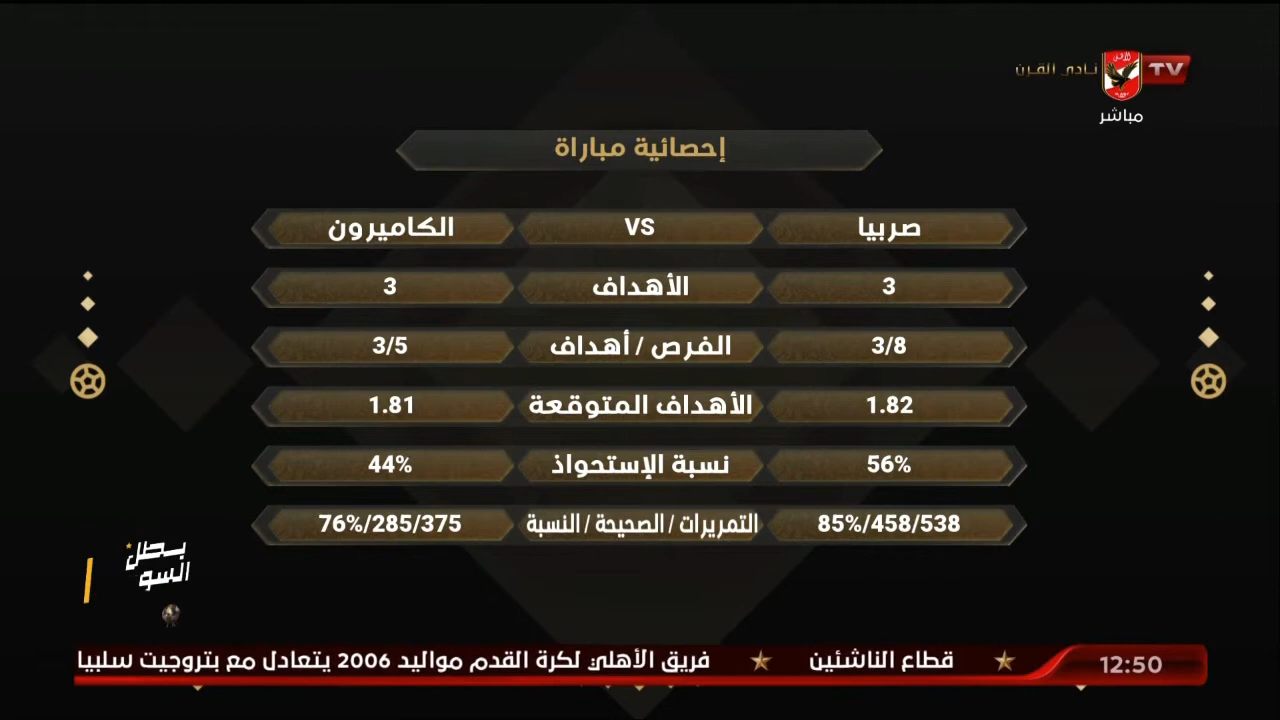 نادي القرن TV
مباشر
إحصائية مباراة
صربيا VS الكاميرون
3 الأهداف 3
3/8 الفرص / أهداف 3/5
1.82 الأهداف المتوقعة 1.81
56% نسبة الإستحواذ 44%
85%/458/538 التمريرات / الصحيحة / النسبة 76%/285/375
بطل
السو
12:50 قطاع الناشئين فريق الأهلي لكرة القدم مواليد 2006 يتعادل مع بتروجيت سلبيا